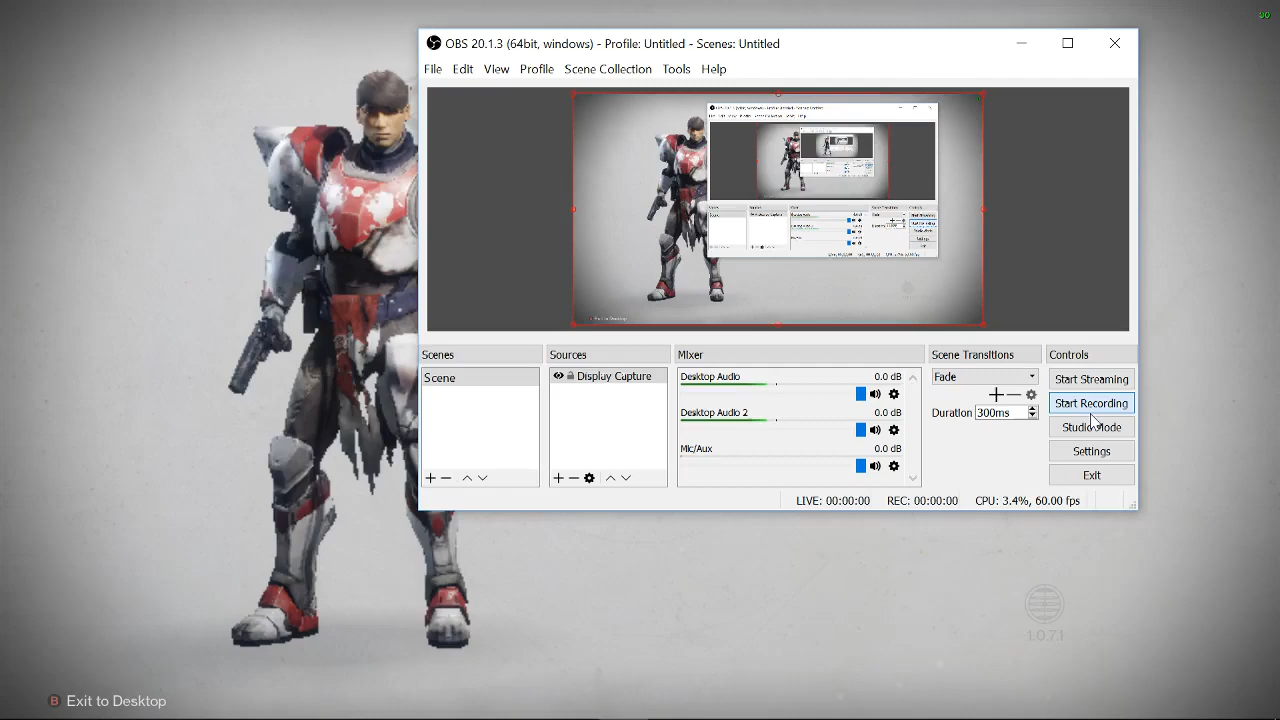 90
OBS 20.1.3 (64bit, windows) - Profile: Untitled - Scenes: Untitled
File Edit View Profile Scene Collection Tools Help
Scenes Sources Mixer Scene Transitions Controls
Scene
Display Capture
Desktop Audio 0.0 dB
Desktop Audio 2 0.0 dB
Mic/Aux 0.0 dB
Fade
Duration 300ms
Start Streaming
Start Recording
Studio Mode
Settings
Exit
LIVE: 00:00:00 REC: 00:00:00 CPU: 3.4%, 60.00 fps
1.0.7.1
B Exit to Desktop